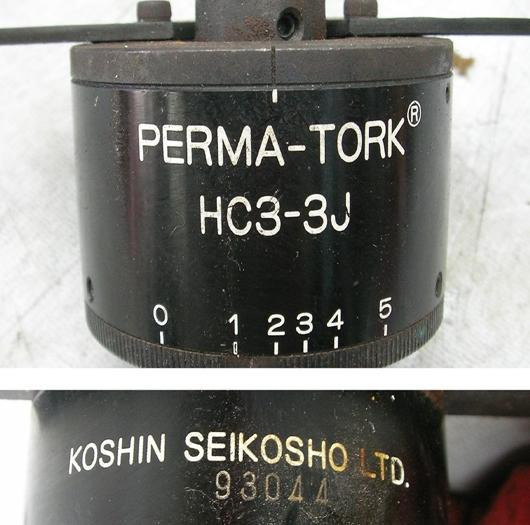 PERMA-TORK®
HC3-3J
0 1 2 3 4 5
KOSHIN SEIKOSHO LTD.
93044